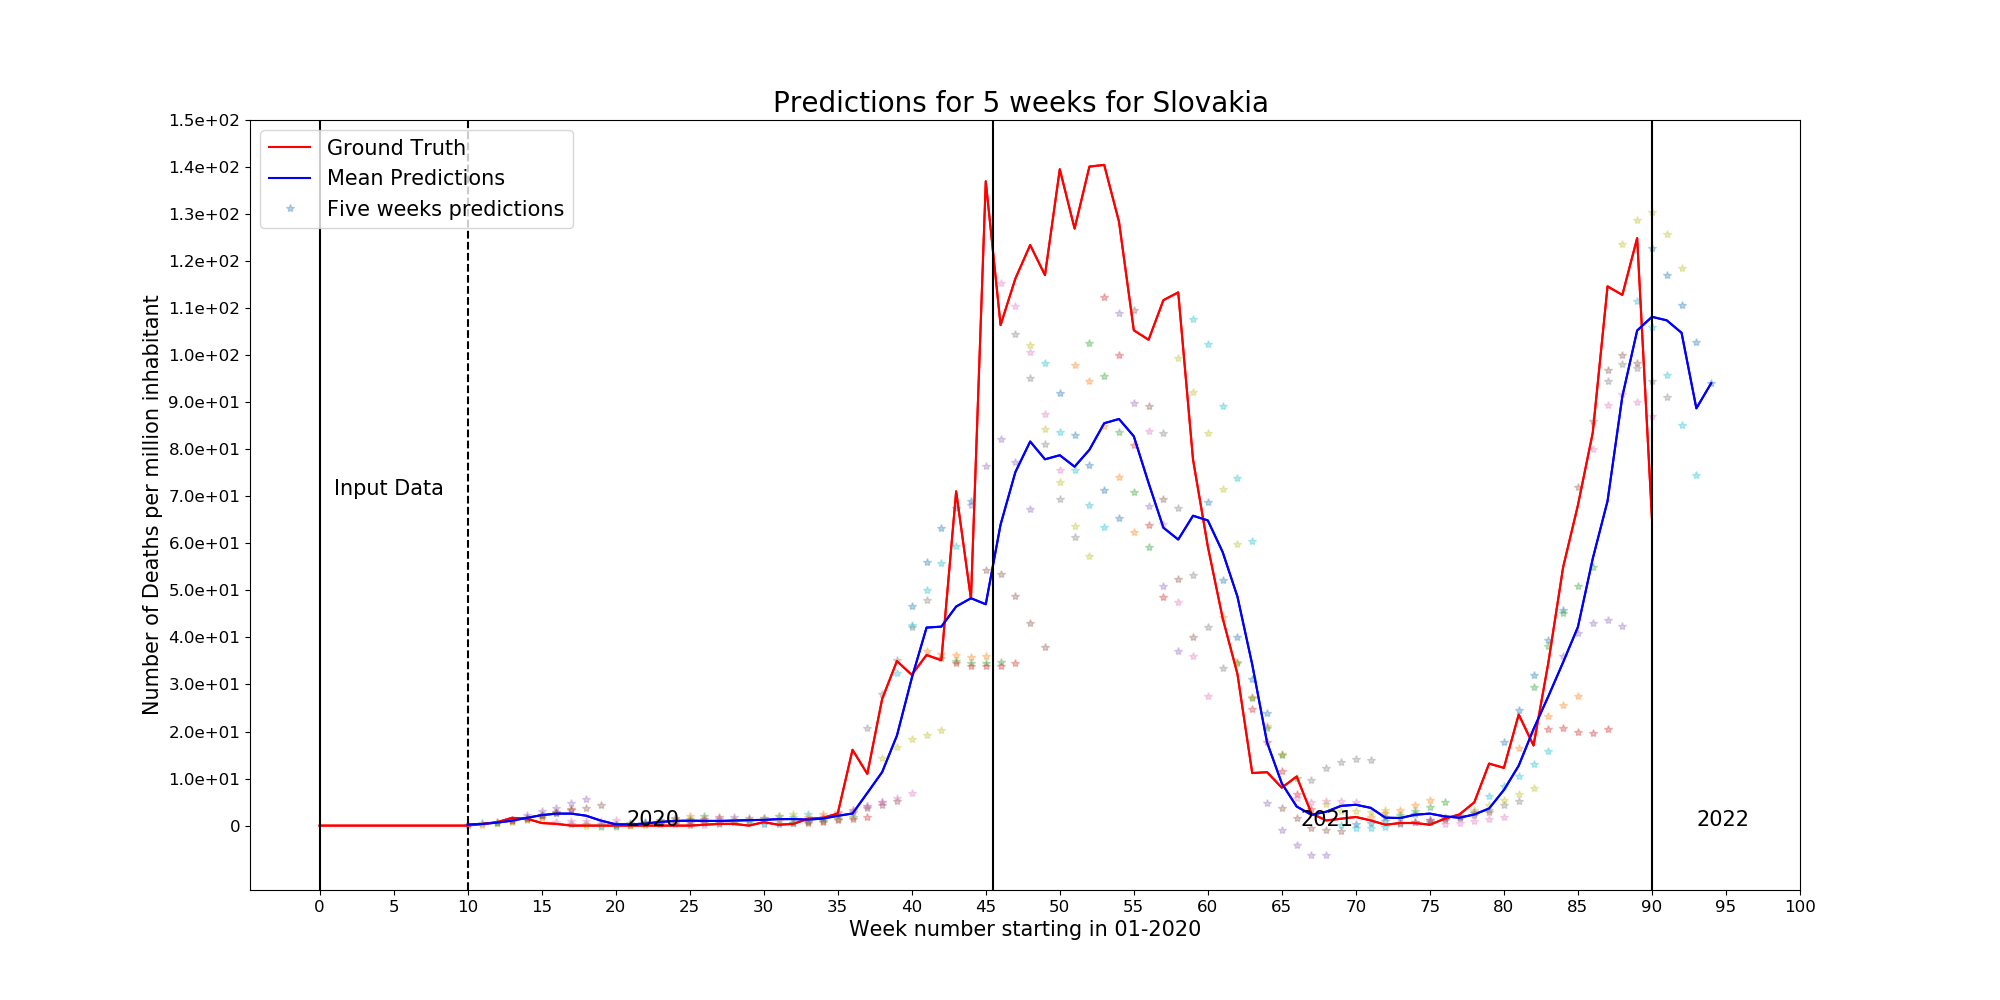 Predictions for 5 weeks for Slovakia
Ground Truth
Mean Predictions
Five weeks predictions
Number of Deaths per million inhabitant
1.5e+02
1.4e+02
1.3e+02
1.2e+02
1.1e+02
1.0e+02
9.0e+01
8.0e+01
7.0e+01
6.0e+01
5.0e+01
4.0e+01
3.0e+01
2.0e+01
1.0e+01
0
Input Data
2020 2021 2022
0 5 10 15 20 25 30 35 40 45 50 55 60 65 70 75 80 85 90 95 100
Week number starting in 01-2020